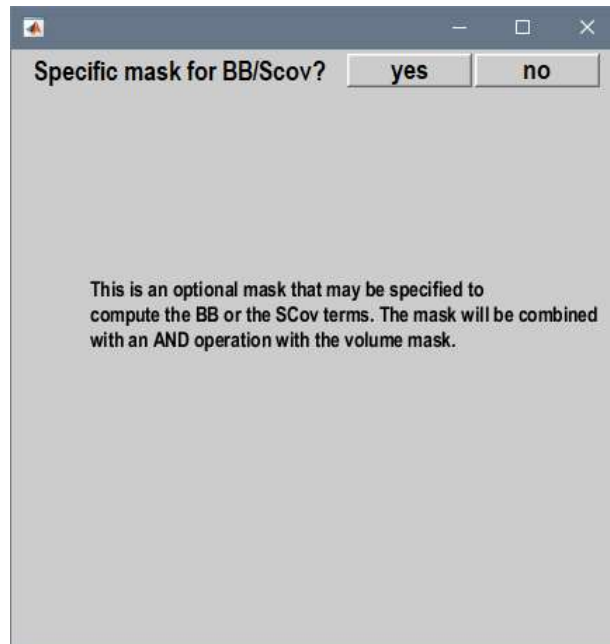 Specific mask for BB/Scov? yes no
This is an optional mask that may be specified to
compute the BB or the SCov terms. The mask will be combined
with an AND operation with the volume mask.